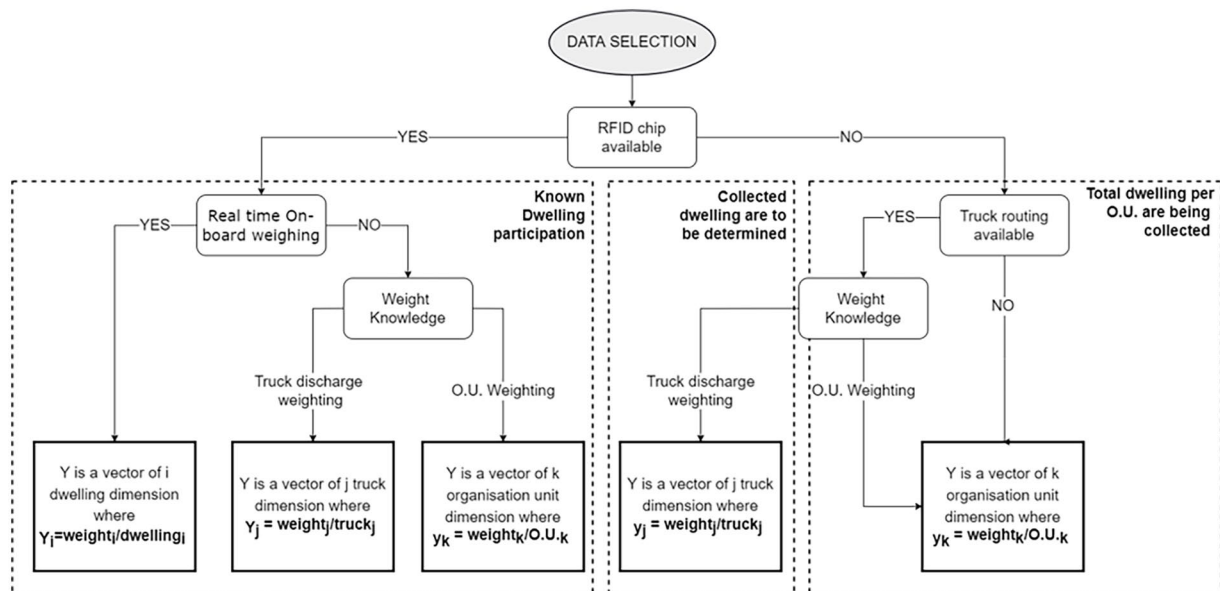 DATA SELECTION
RFID chip
available
YES
NO
Known
Dwelling
participation
Collected
dwelling are to
be determined
Total dwelling per
O.U. are being
collected
Real time On-
board weighing
YES
NO
Truck routing
available
YES
NO
Weight
Knowledge
Weight
Knowledge
Truck discharge
weighting
O.U. Weighting
Truck discharge
weighting
O.U. Weighting
Y is a vector of i
dwelling dimension
where
Yi=weighti/dwellingi
Y is a vector of j truck
dimension where
Yj = weightj/truckj
Y is a vector of k
organisation unit
dimension where
yk = weightk/O.U.k
Y is a vector of j truck
dimension where
yj = weightj/truckj
Y is a vector of k
organisation unit
dimension where
yk = weightk/O.U.k